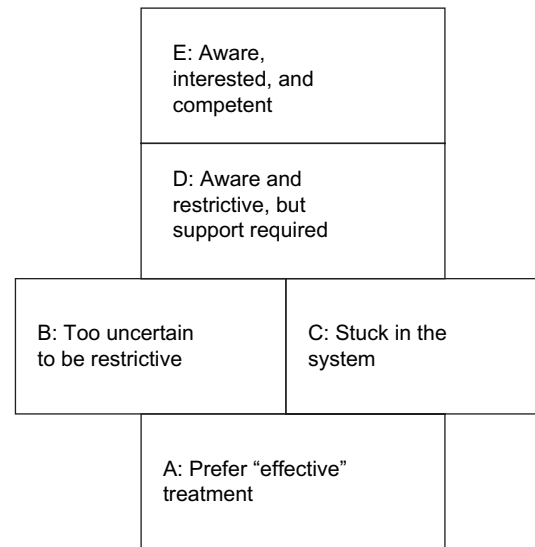 E: Aware,
interested, and
competent
D: Aware and
restrictive, but
support required
B: Too uncertain
to be restrictive
C: Stuck in the
system
A: Prefer “effective”
treatment